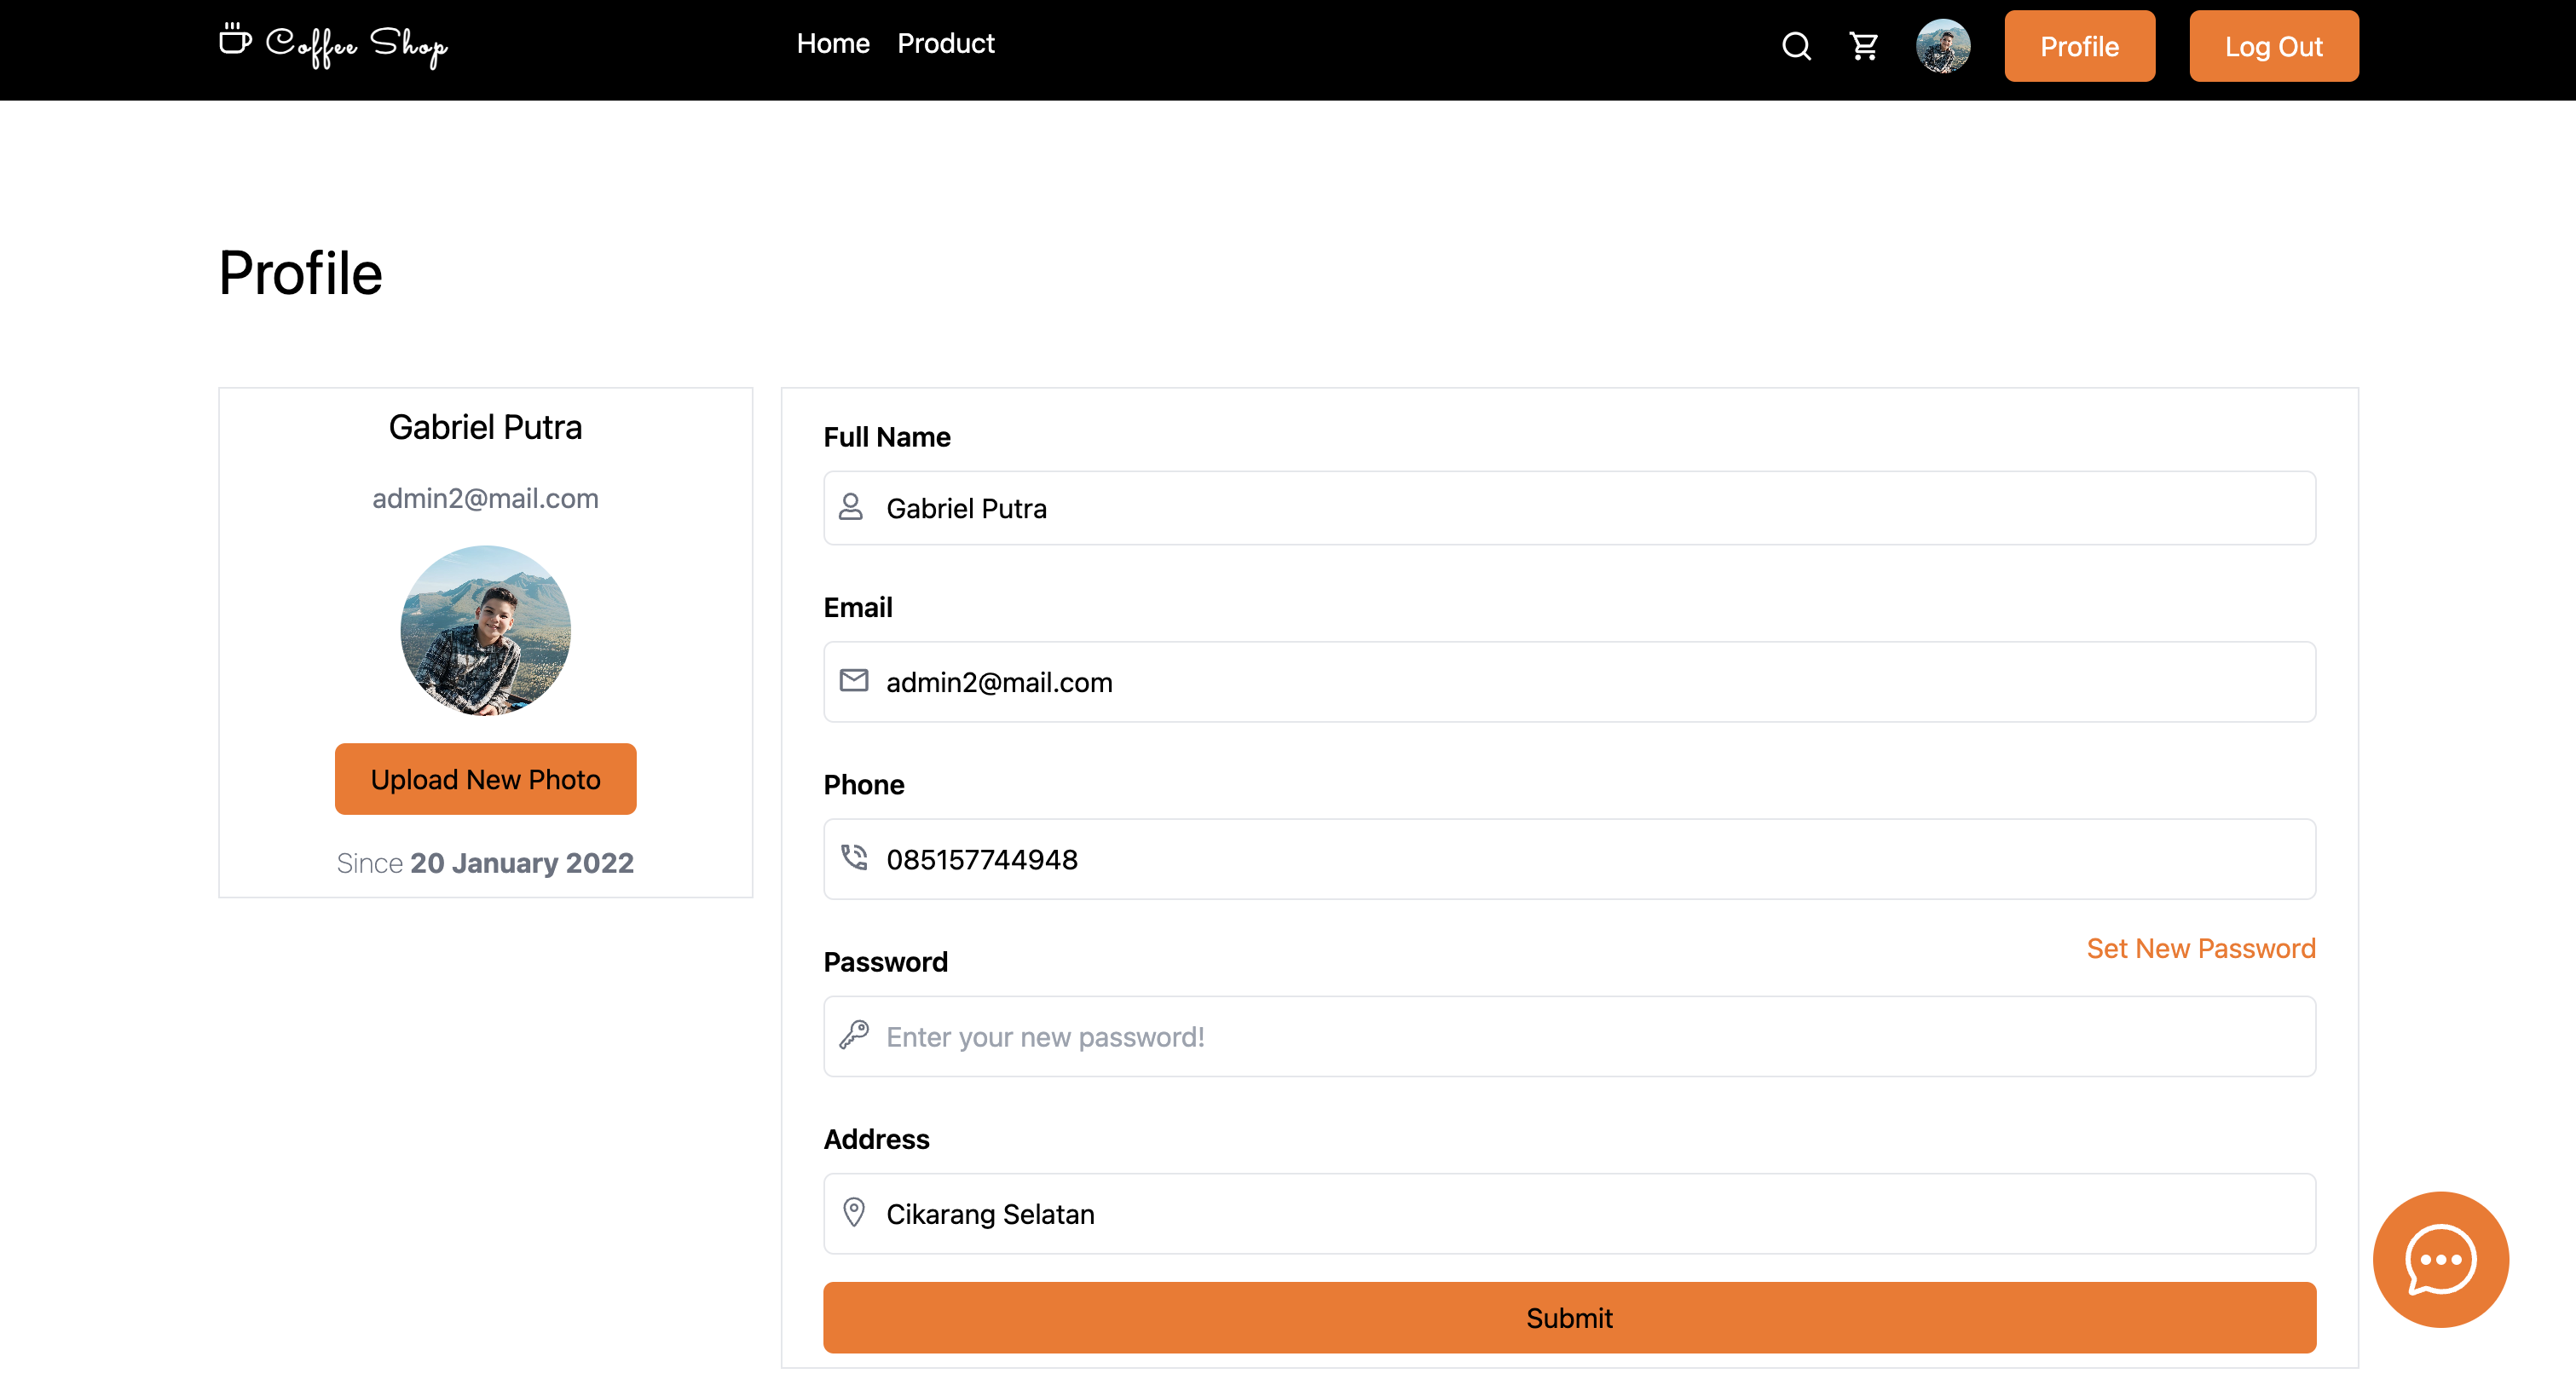 Coffee Shop
Home
Product
Profile
Log Out
Profile
Gabriel Putra
admin2@mail.com
Upload New Photo
Since 20 January 2022
Full Name
Gabriel Putra
Email
admin2@mail.com
Phone
085157744948
Password
Set New Password
Enter your new password!
Address
Cikarang Selatan
Submit